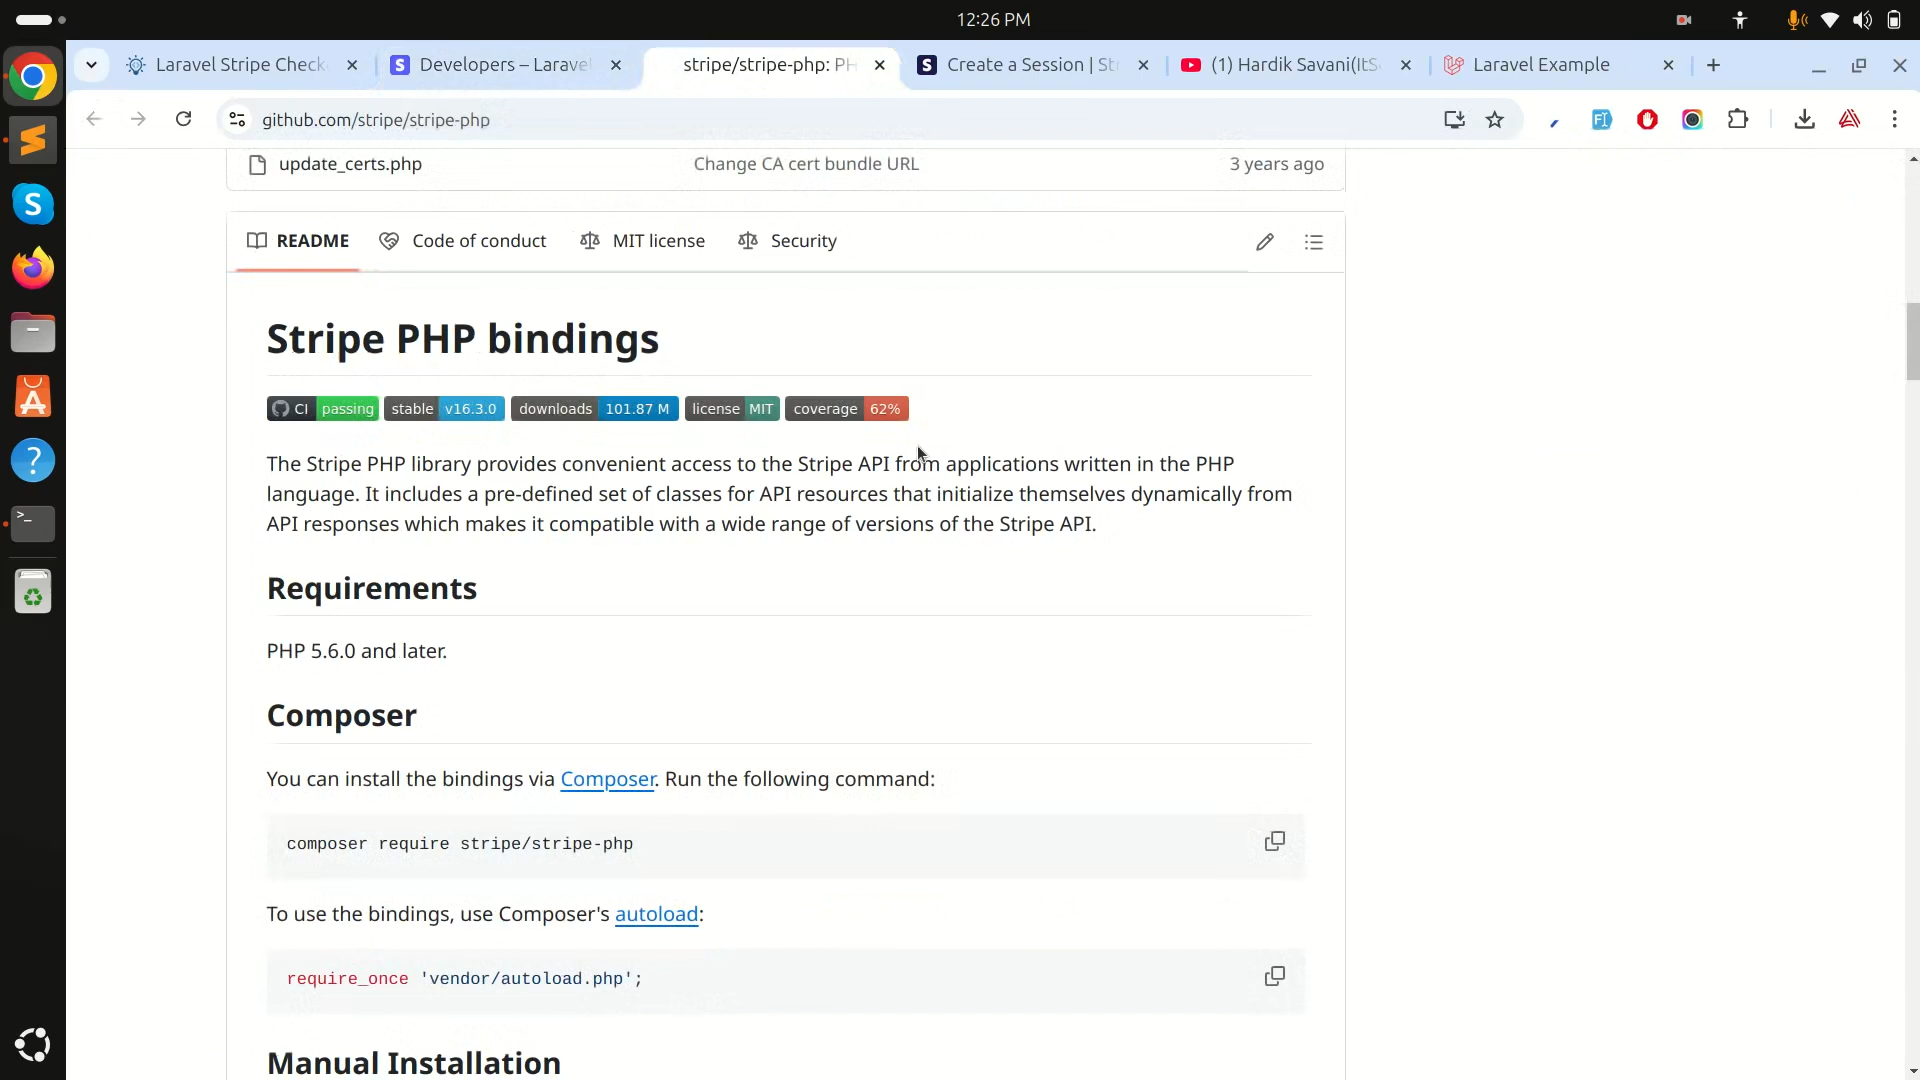 12:26 PM
Laravel Stripe Check
Developers – Larave
stripe/stripe-php: PH
Create a Session | St
(1) Hardik Savani(ItS
Laravel Example
github.com/stripe/stripe-php
update_certs.php Change CA cert bundle URL 3 years ago
README Code of conduct MIT license Security
Stripe PHP bindings
CI passing stable v16.3.0 downloads 101.87 M license MIT coverage 62%
The Stripe PHP library provides convenient access to the Stripe API from applications written in the PHP
language. It includes a pre-defined set of classes for API resources that initialize themselves dynamically from
API responses which makes it compatible with a wide range of versions of the Stripe API.
Requirements
PHP 5.6.0 and later.
Composer
You can install the bindings via Composer. Run the following command:
composer require stripe/stripe-php
To use the bindings, use Composer's autoload:
require_once 'vendor/autoload.php';
Manual Installation